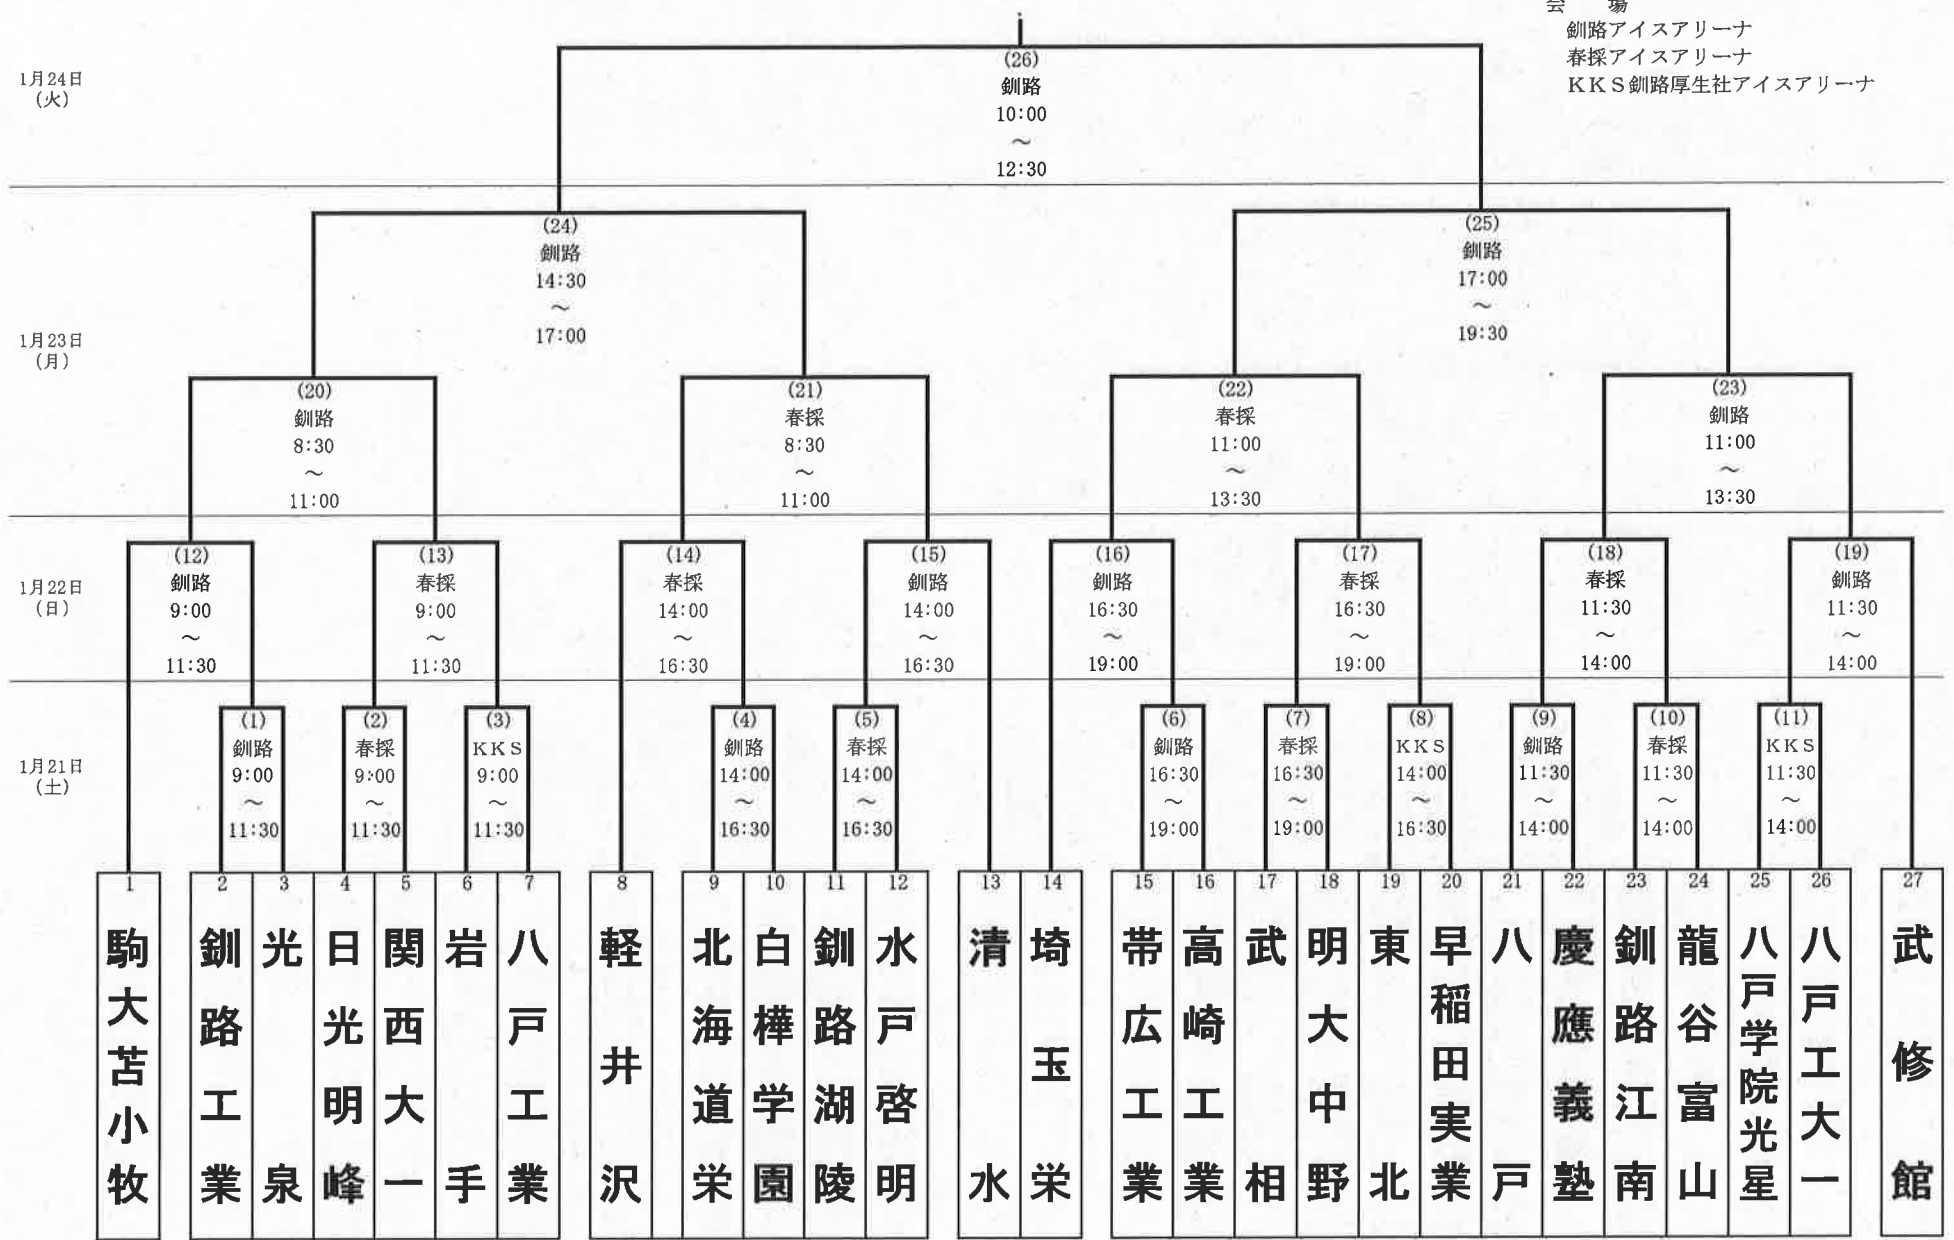 会 場
釧路アイスアリーナ
春採アイスアリーナ
KKS釧路厚生社アイスアリーナ
1月24日
(火)
(26)
釧路
10:00
～
12:30
1月23日
(月)
(24)
釧路
14:30
～
17:00
(25)
釧路
17:00
～
19:30
(20)
釧路
8:30
～
11:00
(21)
春採
8:30
～
11:00
(22)
春採
11:00
～
13:30
(23)
釧路
11:00
～
13:30
1月22日
(日)
(12)
釧路
9:00
～
11:30
(13)
春採
9:00
～
11:30
(14)
春採
14:00
～
16:30
(15)
釧路
14:00
～
16:30
(16)
釧路
16:30
～
19:00
(17)
春採
16:30
～
19:00
(18)
春採
11:30
～
14:00
(19)
釧路
11:30
～
14:00
1月21日
(土)
(1)
釧路
9:00
～
11:30
(2)
春採
9:00
～
11:30
(3)
KKS
9:00
～
11:30
(4)
釧路
14:00
～
16:30
(5)
春採
14:00
～
16:30
(6)
釧路
16:30
～
19:00
(7)
春採
16:30
～
19:00
(8)
KKS
14:00
～
16:30
(9)
釧路
11:30
～
14:00
(10)
春採
11:30
～
14:00
(11)
KKS
11:30
～
14:00
1
駒大苫小牧
2
釧路工業
3
光泉
4
日光明峰
5
関西大一
6
岩手
7
八戸工業
8
軽井沢
9
北海道栄
10
白樺学園
11
釧路湖陵
12
水戸啓明
13
清水
14
埼玉栄
15
帯広工業
16
高崎工業
17
武相
18
明大中野
19
東北
20
早稲田実業
21
八戸
22
慶應義塾
23
釧路江南
24
龍谷富山
25
八戸学院光星
26
八戸工大一
27
武修館